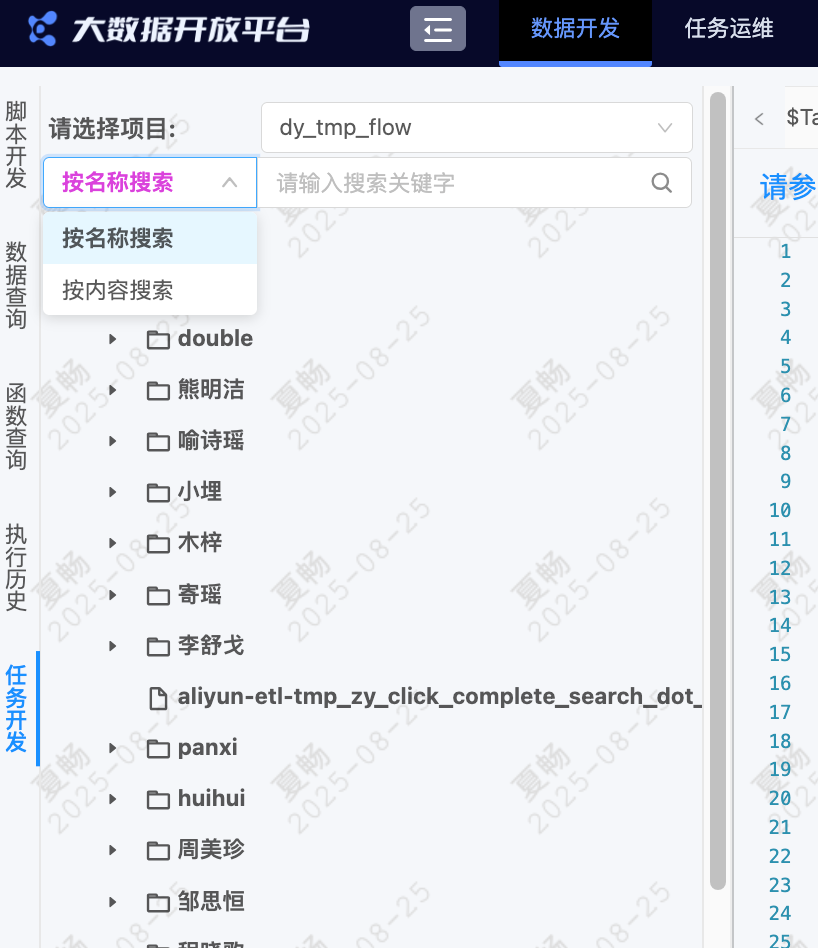 大数据开放平台
数据开发
任务运维
脚本开发
数据查询
函数查询
执行历史
任务开发
请选择项目:
dy_tmp_flow
按名称搜索
请输入搜索关键字
按名称搜索
按内容搜索
double
熊明洁
喻诗瑶
小埋
木梓
寄瑶
李舒戈
aliyun-etl-tmp_zy_click_complete_search_dot_
panxi
huihui
周美珍
邹思恒
程晓歌
$Ta
请参
1
2
3
4
5
6
7
8
9
10
11
12
13
14
15
16
17
18
19
20
21
22
23
24
25
夏畅
2025-08-25